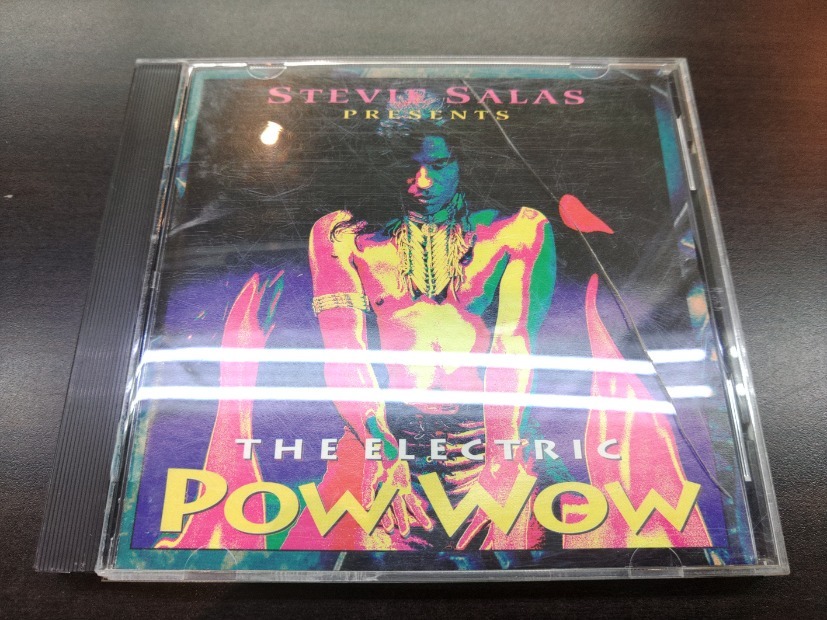 STEVIE SALAS
PRESENTS
THE ELECTRIC
POW WOW